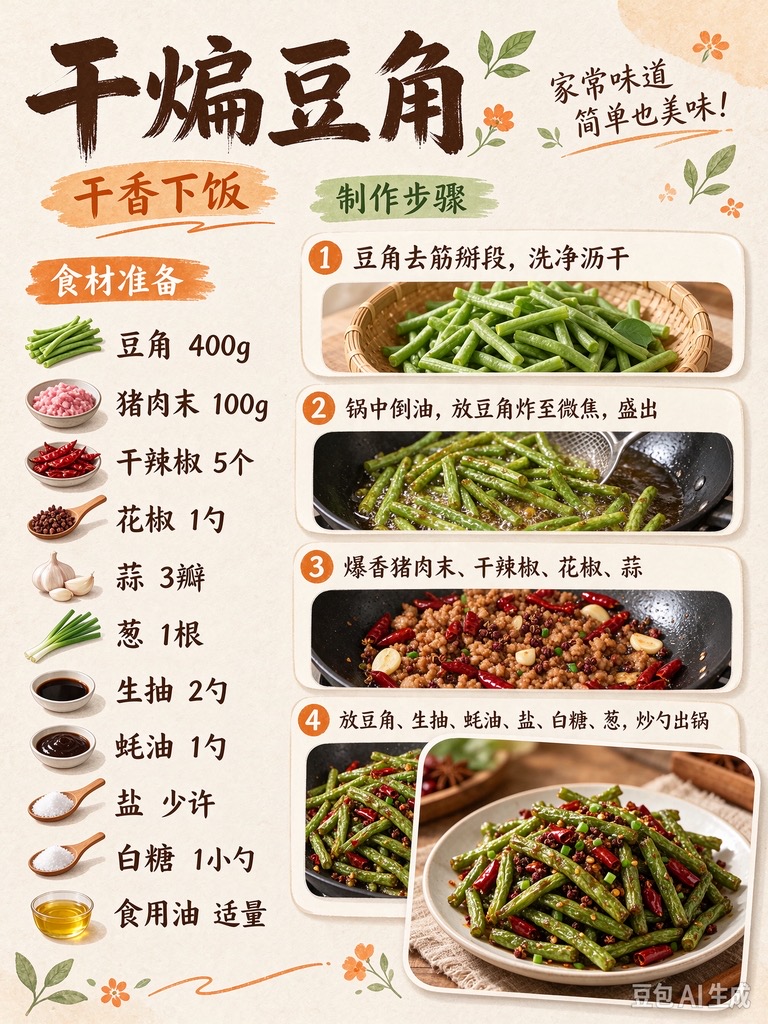 干煸豆角
家常味道
简单也美味！
干香下饭
食材准备
豆角 400g
猪肉末 100g
干辣椒 5个
花椒 1勺
蒜 3瓣
葱 1根
生抽 2勺
蚝油 1勺
盐 少许
白糖 1小勺
食用油 适量
制作步骤
1 豆角去筋掰段，洗净沥干
2 锅中倒油，放豆角炸至微焦，盛出
3 爆香猪肉末、干辣椒、花椒、蒜
4 放豆角、生抽、蚝油、盐、白糖、葱，炒匀出锅
豆包 AI 生成